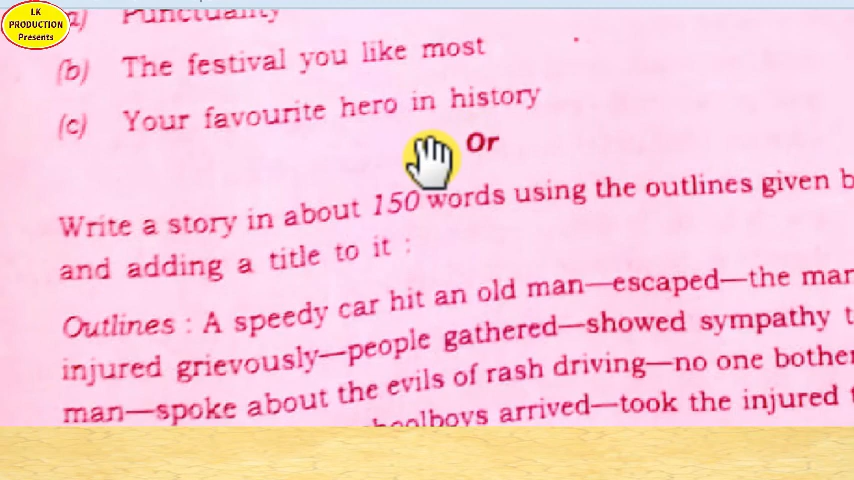 LK
PRODUCTION
Presents
a) Punctuality
(b) The festival you like most
(c) Your favourite hero in history
Or
Write a story in about 150 words using the outlines given
and adding a title to it :
Outlines : A speedy car hit an old man—escaped—the
injured grievously—people gathered—showed sympathy
man—spoke about the evils of rash driving—no one
arrived—took the injured